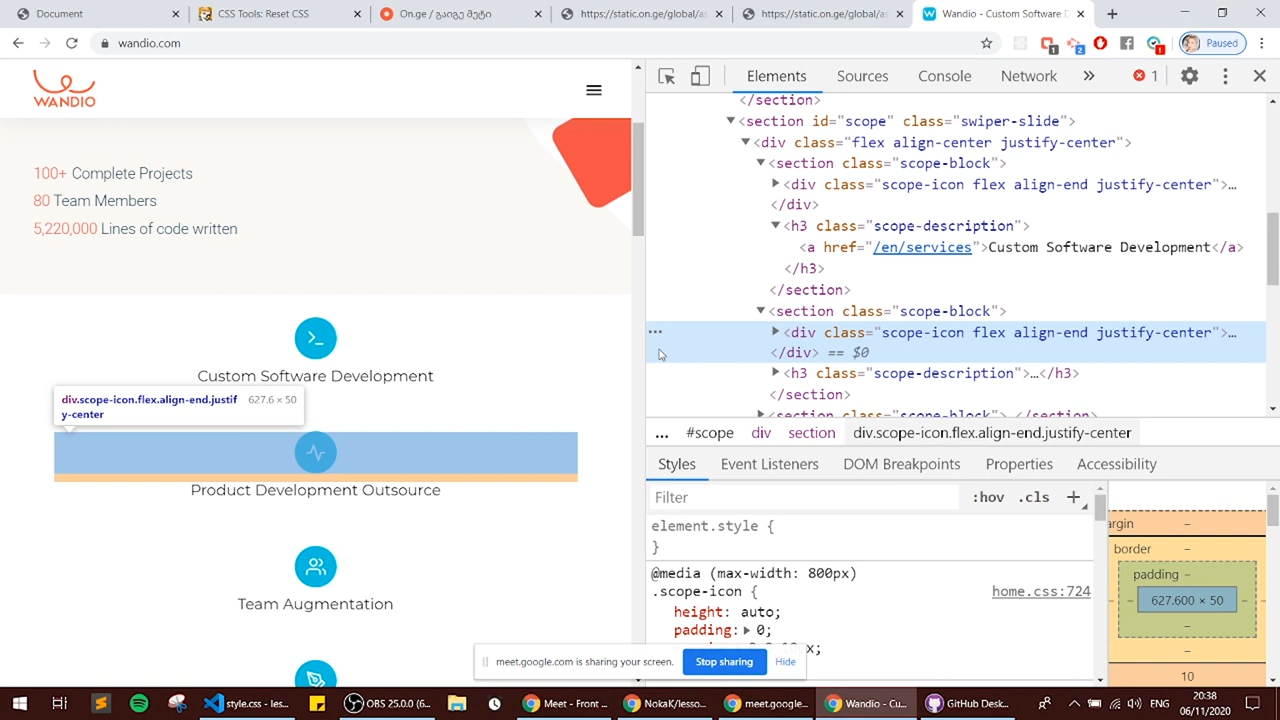 Document
CSS Tools: Reset CSS
On.ge / გაიგე მეტი
https://static.on.ge/global/as
https://static.on.ge/global/as
Wandio - Custom Software D
wandio.com
1
2
Paused
WANDIO
Elements
Sources
Console
Network
1
100+ Complete Projects
80 Team Members
5,220,000 Lines of code written
Custom Software Development
div.scope-icon.flex.align-end.justif
y-center
627.6 × 50
Product Development Outsource
Team Augmentation
</section>
<section id="scope" class="swiper-slide">
<div class="flex align-center justify-center">
<section class="scope-block">
<div class="scope-icon flex align-end justify-center">…
</div>
<h3 class="scope-description">
<a href="/en/services">Custom Software Development</a>
</h3>
</section>
<section class="scope-block">
<div class="scope-icon flex align-end justify-center">…
</div> == $0
<h3 class="scope-description">…</h3>
</section>
… #scope div section div.scope-icon.flex.align-end.justify-center
Styles Event Listeners DOM Breakpoints Properties Accessibility
Filter
:hov .cls +
element.style {
}
@media (max-width: 800px)
.scope-icon {
home.css:724
height: auto;
padding: 0;
x;
argin –
border –
padding –
627.600 × 50
–
–
10
meet.google.com is sharing your screen.
Stop sharing
Hide
style.css - les...
OBS 25.0.0 (6...
Meet - Front ...
NokaK/lesso...
meet.google...
Wandio - Cu...
GitHub Desk...
ENG
20:38
06/11/2020